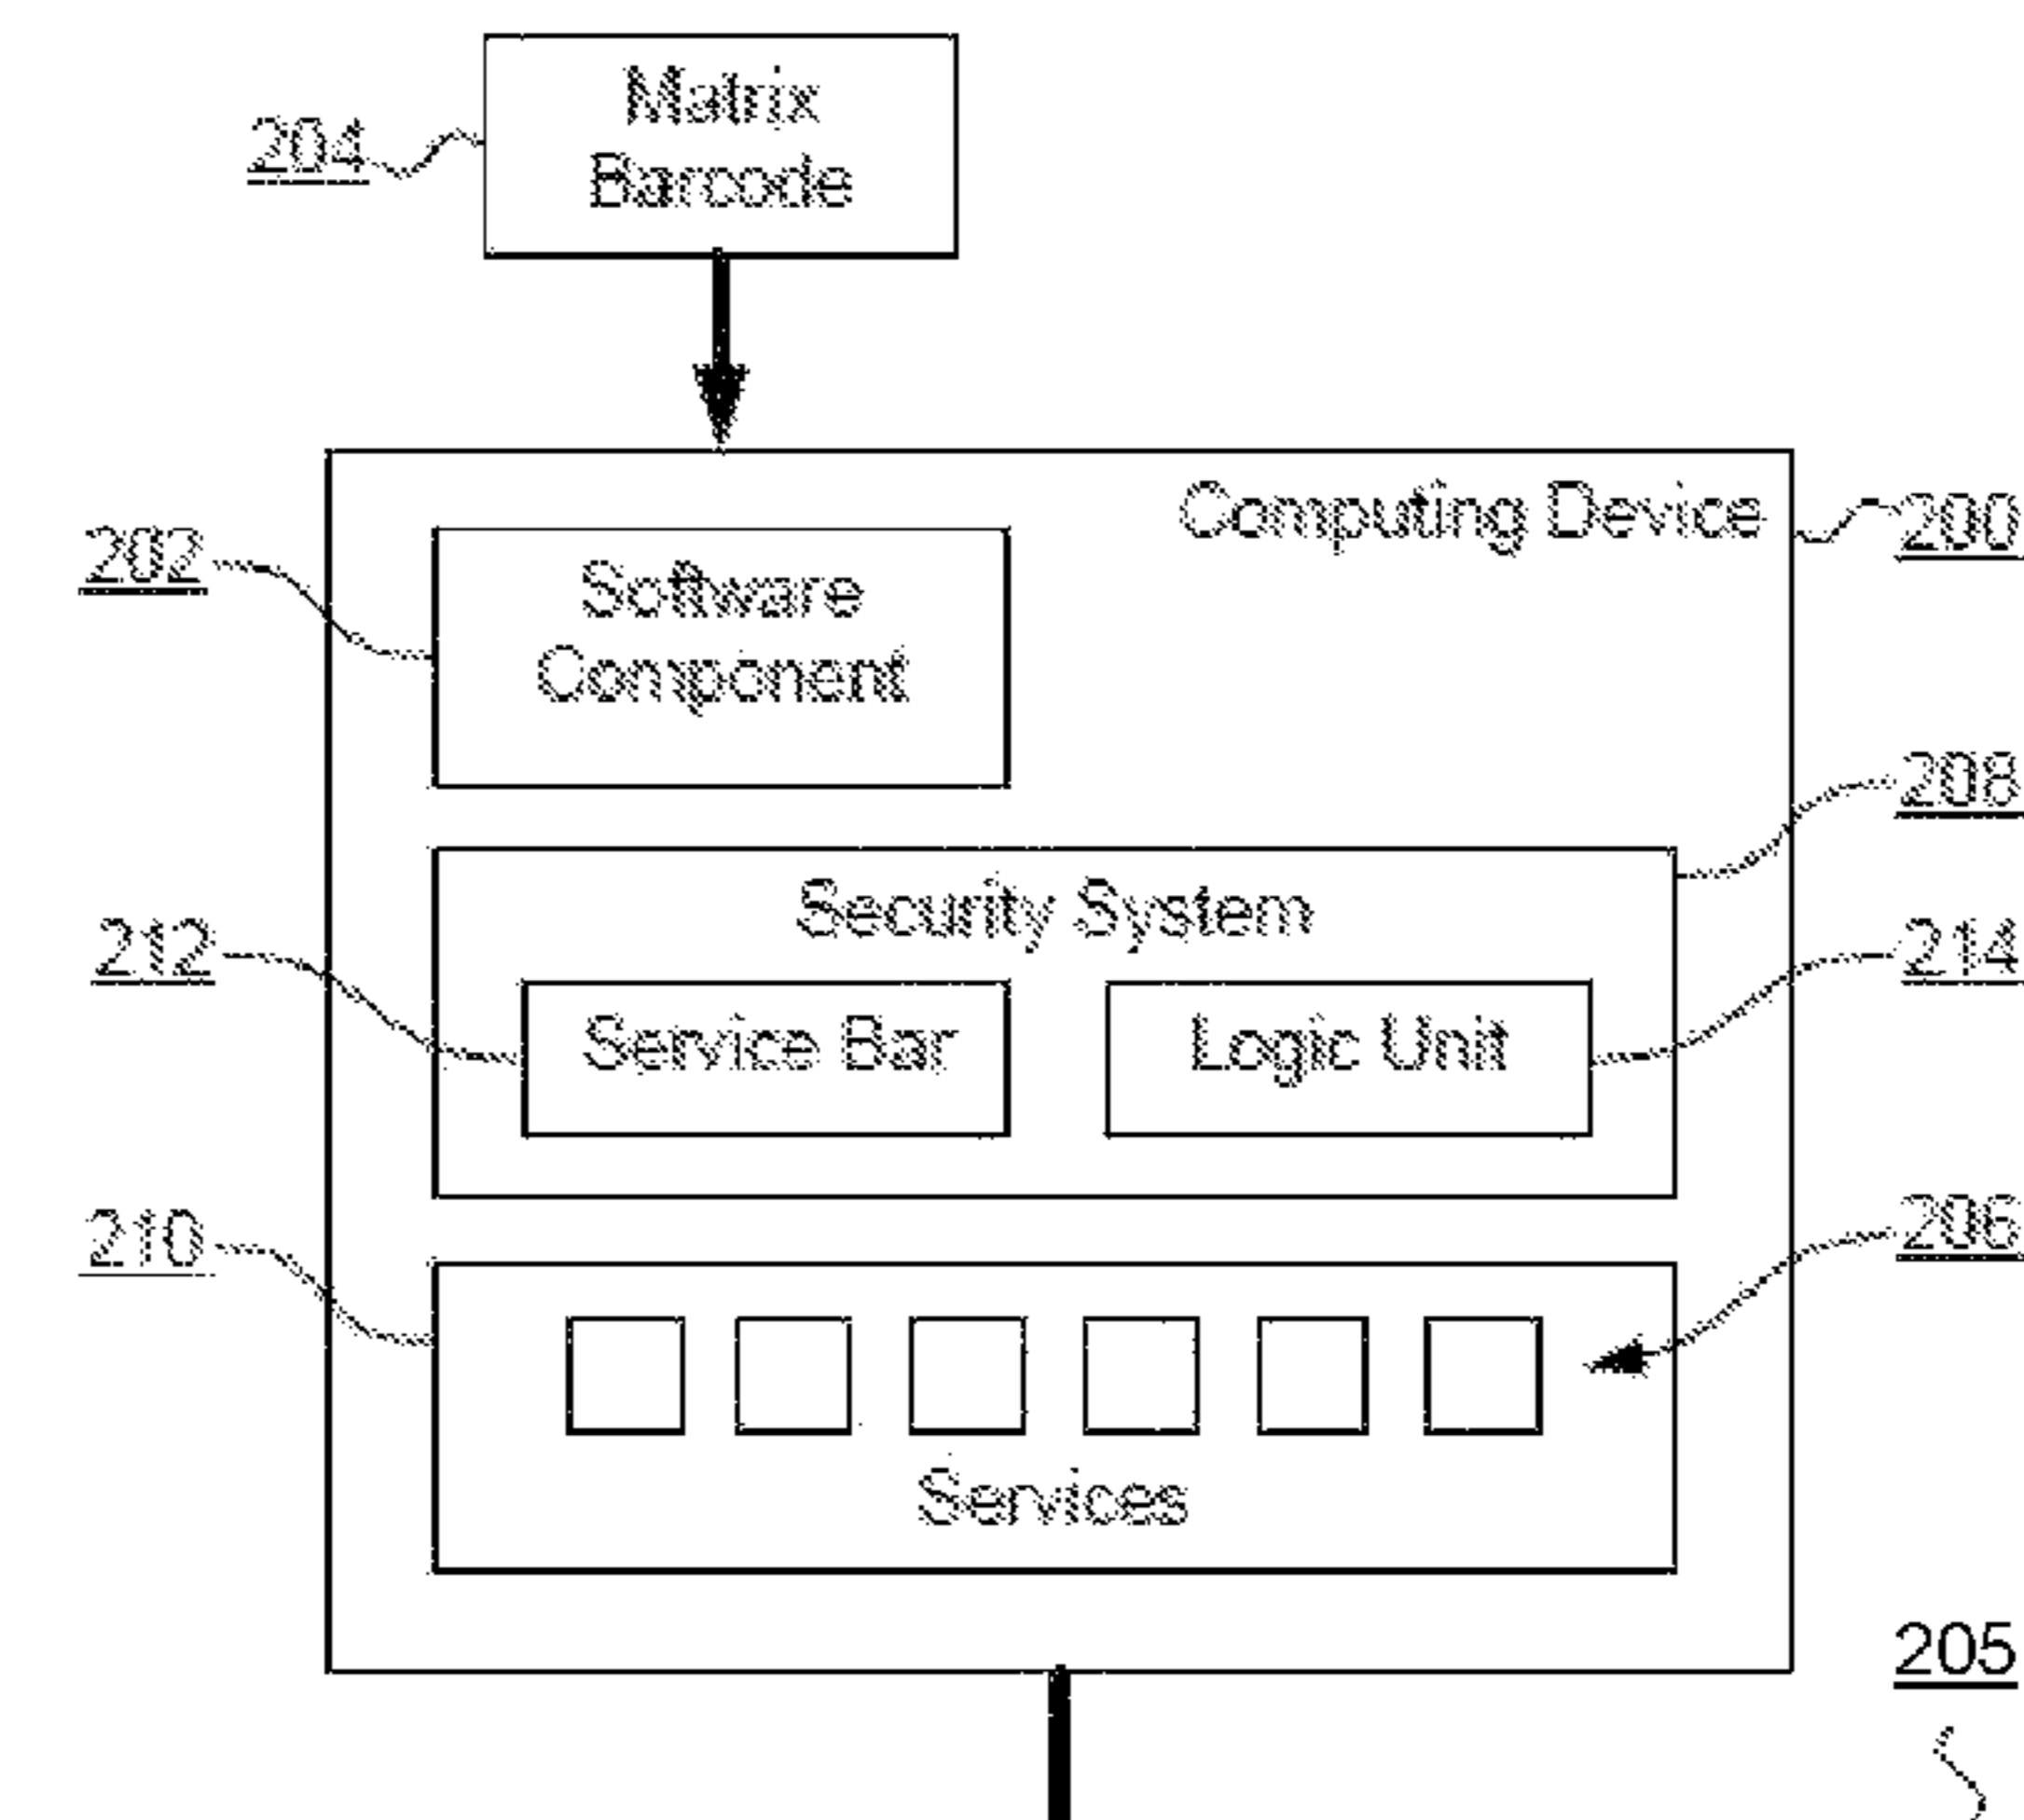 Matrix
Barcode
204
Computing Device
200
202
Software
Component
208
Security System
212
214
Service Bar
Logic Unit
210
206
Services
205